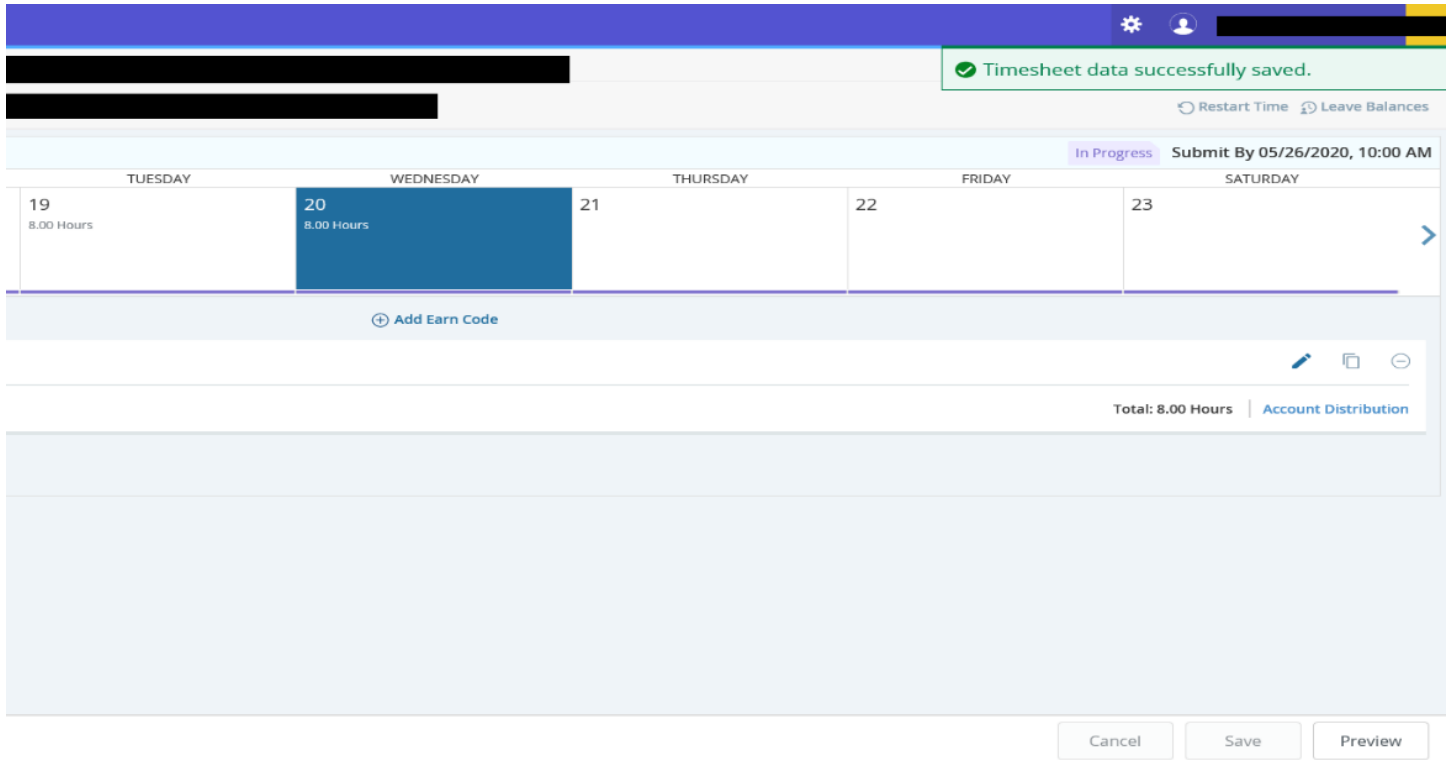 Timesheet data successfully saved.
Restart Time Leave Balances
In Progress Submit By 05/26/2020, 10:00 AM
TUESDAY WEDNESDAY THURSDAY FRIDAY SATURDAY
19 20 21 22 23
8.00 Hours 8.00 Hours
Add Earn Code
Total: 8.00 Hours Account Distribution
Cancel Save Preview